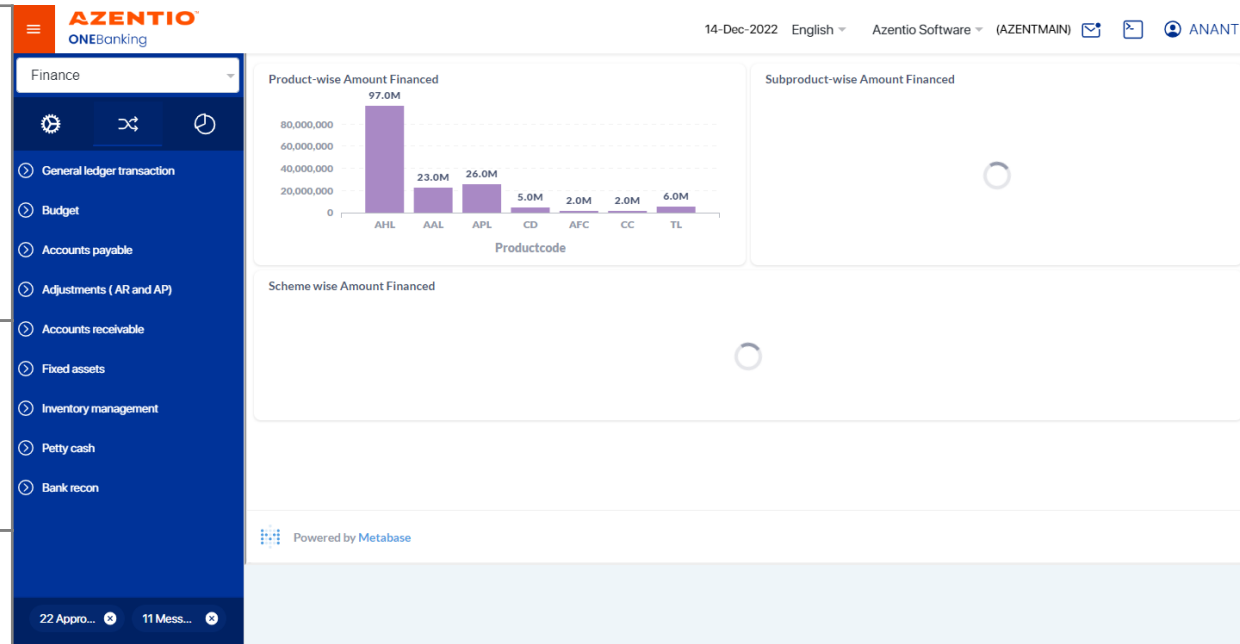 AZENTIO™
ONEBanking
14-Dec-2022 English Azentio Software (AZENTMAIN) ANANT
Finance
General ledger transaction
Budget
Accounts payable
Adjustments ( AR and AP)
Accounts receivable
Fixed assets
Inventory management
Petty cash
Bank recon
22 Appro... 11 Mess...
Product-wise Amount Financed
97.0M
80,000,000
60,000,000
40,000,000
20,000,000
0
23.0M 26.0M 5.0M 2.0M 2.0M 6.0M
AHL AAL APL CD AFC CC TL
Productcode
Subproduct-wise Amount Financed
Scheme wise Amount Financed
Powered by Metabase